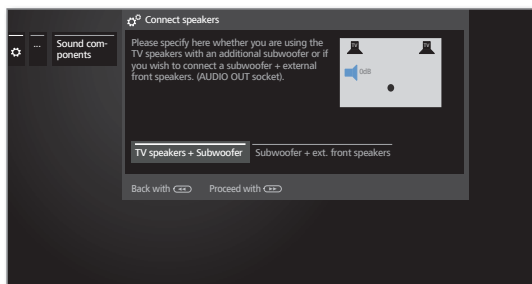 Connect speakers
...
Sound com-
ponents
Please specify here whether you are using the
TV speakers with an additional subwoofer or if
you wish to connect a subwoofer + external
front speakers. (AUDIO OUT socket).
TV
TV
0dB
TV speakers + Subwoofer
Subwoofer + ext. front speakers
Back with
Proceed with